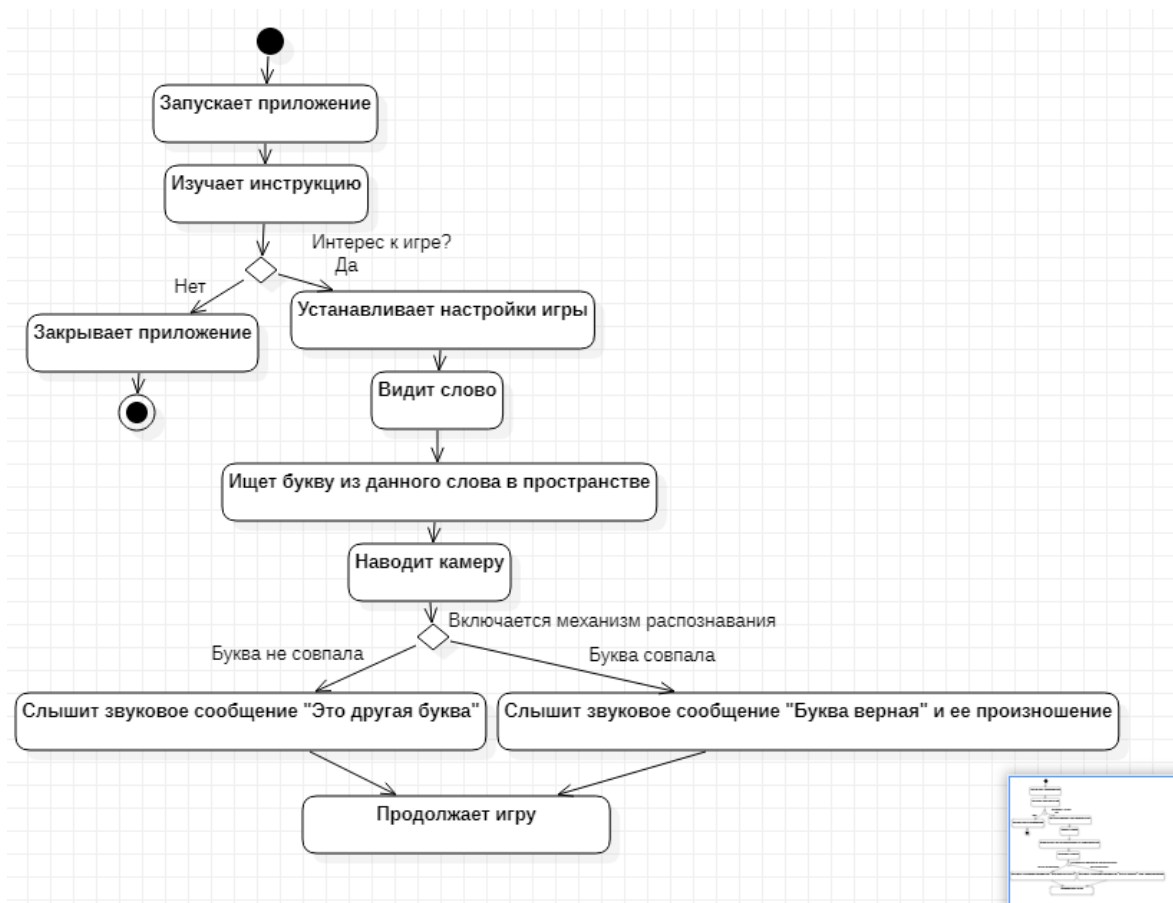 Запускает приложение
Изучает инструкцию
Интерес к игре?
Да
Нет
Устанавливает настройки игры
Закрывает приложение
Видит слово
Ищет букву из данного слова в пространстве
Наводит камеру
Включается механизм распознавания
Буква не совпала
Буква совпала
Слышит звуковое сообщение "Это другая буква"
Слышит звуковое сообщение "Буква верная" и ее произношение
Продолжает игру